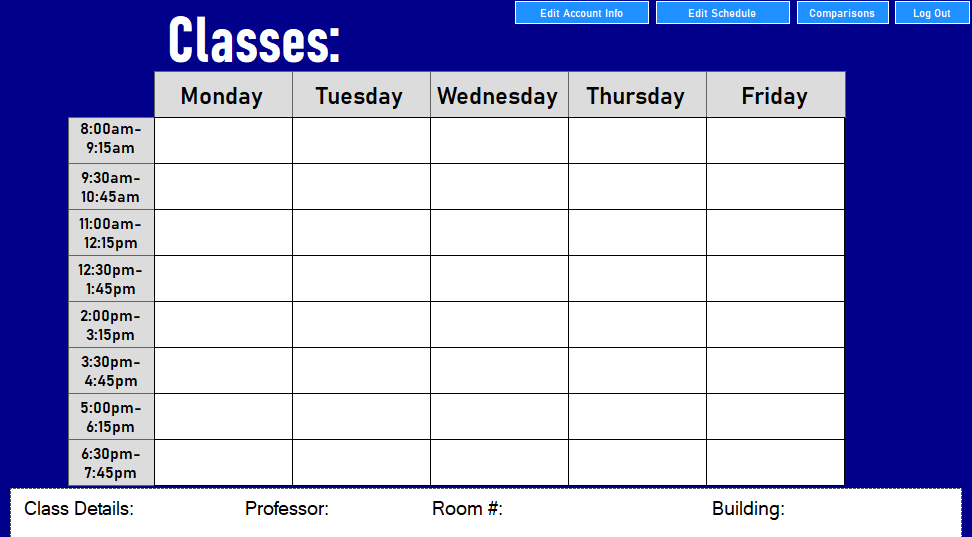 Edit Account Info Edit Schedule Comparisons Log Out
Classes:
Monday Tuesday Wednesday Thursday Friday
8:00am-
9:15am
9:30am-
10:45am
11:00am-
12:15pm
12:30pm-
1:45pm
2:00pm-
3:15pm
3:30pm-
4:45pm
5:00pm-
6:15pm
6:30pm-
7:45pm
Class Details: Professor: Room #: Building: